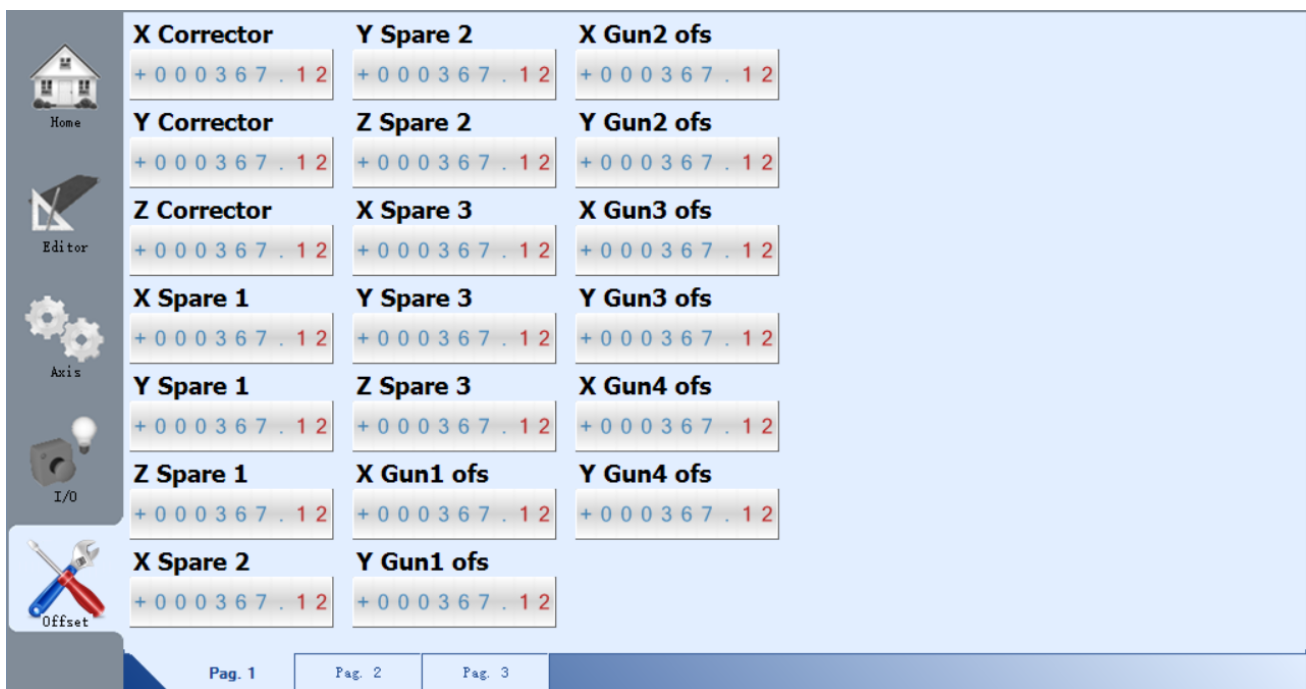 Home
Editor
Axis
I/O
Offset
X Corrector
+000367.12
Y Corrector
+000367.12
Z Corrector
+000367.12
X Spare 1
+000367.12
Y Spare 1
+000367.12
Z Spare 1
+000367.12
X Spare 2
+000367.12
Y Spare 2
+000367.12
Z Spare 2
+000367.12
X Spare 3
+000367.12
Y Spare 3
+000367.12
Z Spare 3
+000367.12
X Gun1 ofs
+000367.12
Y Gun1 ofs
+000367.12
X Gun2 ofs
+000367.12
Y Gun2 ofs
+000367.12
X Gun3 ofs
+000367.12
Y Gun3 ofs
+000367.12
X Gun4 ofs
+000367.12
Y Gun4 ofs
+000367.12
Pag. 1
Pag. 2
Pag. 3